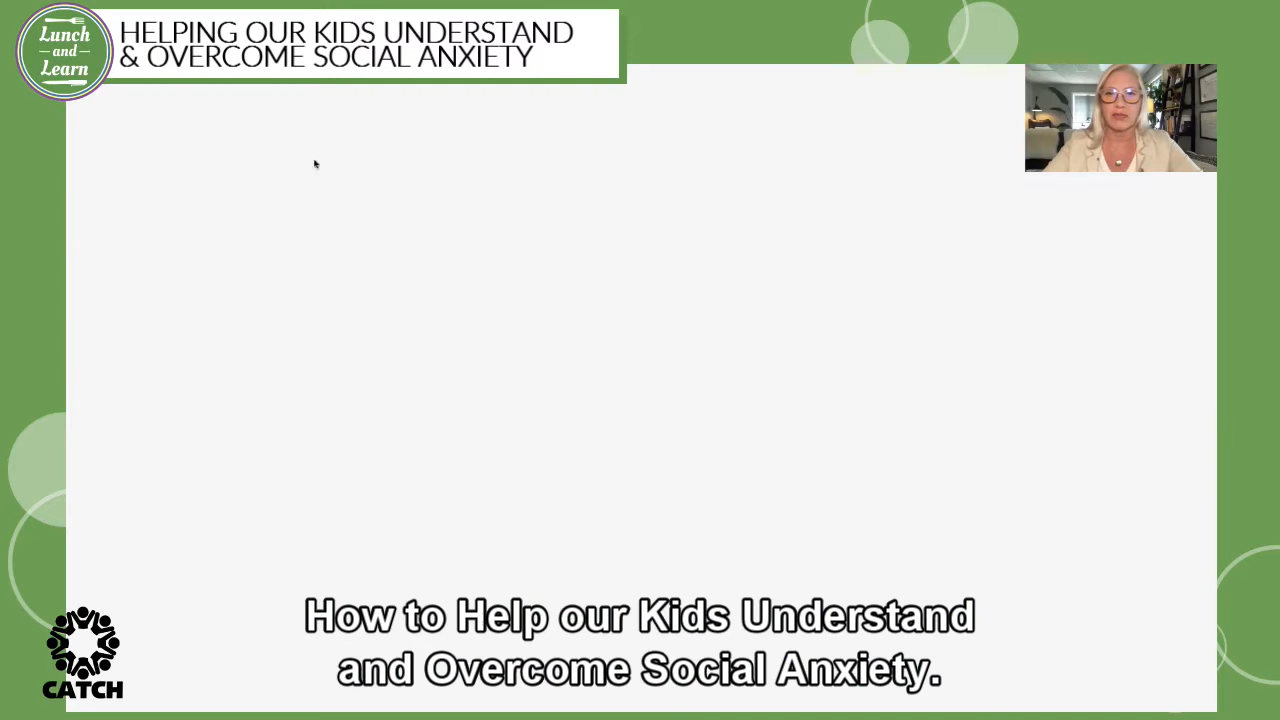 Lunch
and
Learn
HELPING OUR KIDS UNDERSTAND
& OVERCOME SOCIAL ANXIETY
How to Help our Kids Understand
and Overcome Social Anxiety.
CATCH